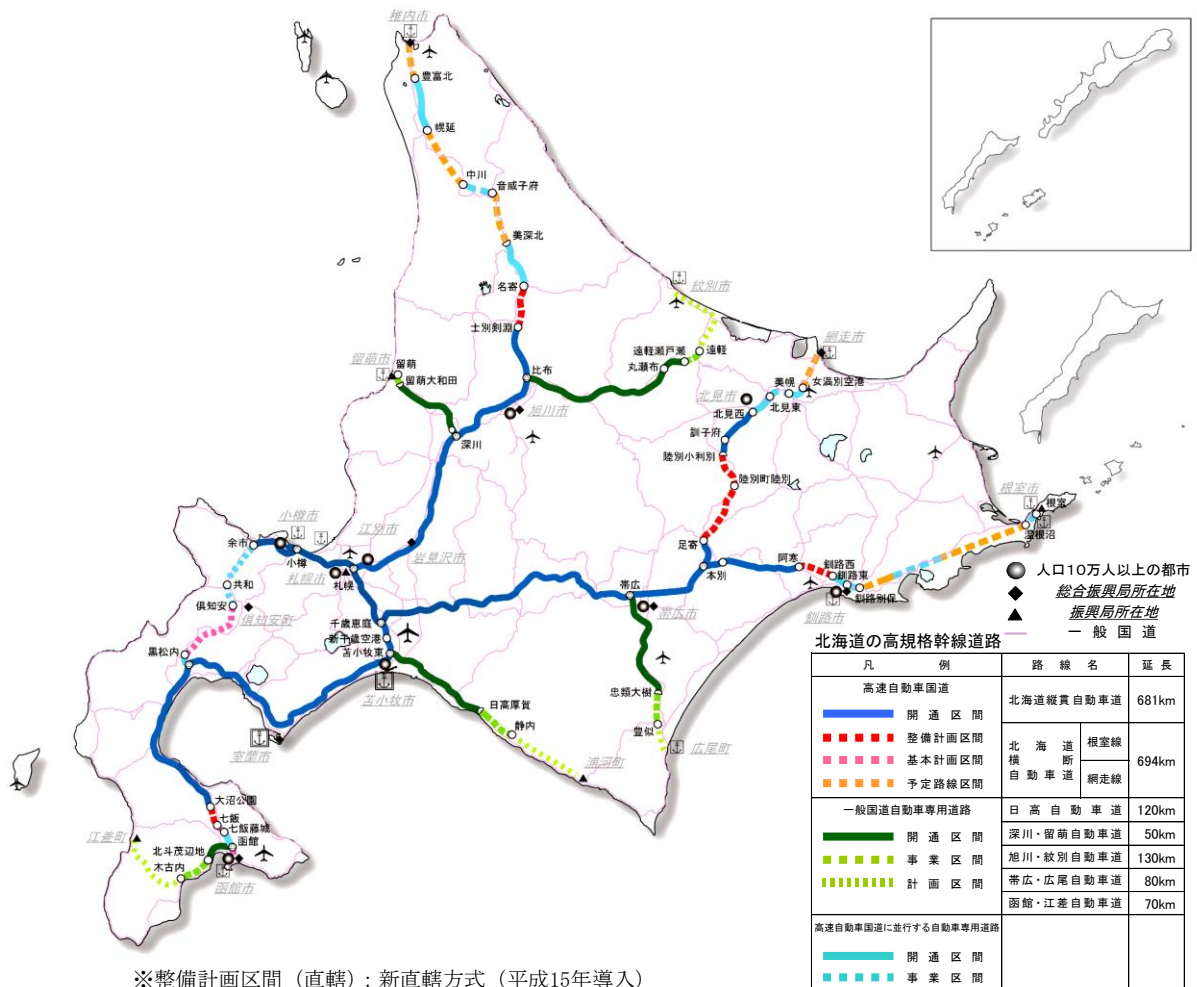 稚内市
豊富北
幌延
中川
音威子府
美深北
名寄
士別剣淵
紋別市
網走市
遠軽瀬戸瀬
遠軽
丸瀬布
留萌市
留萌
留萌大和田
比布
旭川市
深川
北見市
美幌
女満別空港
北見東
北見西
訓子府
陸別小利別
陸別町陸別
足寄
本別
阿寒
釧路西
釧路東
釧路別保
釧路市
根室市
根室
温根沼
小樽市
江別市
余市
小樽
札幌市
札幌
岩見沢市
共和
倶知安
倶知安町
黒松内
千歳恵庭
新千歳空港
苫小牧東
苫小牧市
室蘭市
帯広
帯広市
忠類大樹
豊似
広尾町
日高厚賀
静内
浦河町
大沼公園
七飯
七飯藤城
函館
北斗茂辺地
木古内
江差町
函館市
人口10万人以上の都市
総合振興局所在地
振興局所在地
一般国道
北海道の高規格幹線道路
凡例 路線名 延長
高速自動車国道
開通区間
整備計画区間
基本計画区間
予定路線区間
北海道縦貫自動車道 681km
北海道横断自動車道 根室線 網走線 694km
一般国道自動車専用道路
開通区間
事業区間
計画区間
日高自動車道 120km
深川・留萌自動車道 50km
旭川・紋別自動車道 130km
帯広・広尾自動車道 80km
函館・江差自動車道 70km
高速自動車国道に並行する自動車専用道路
開通区間
事業区間
※整備計画区間（直轄）：新直轄方式（平成15年導入）